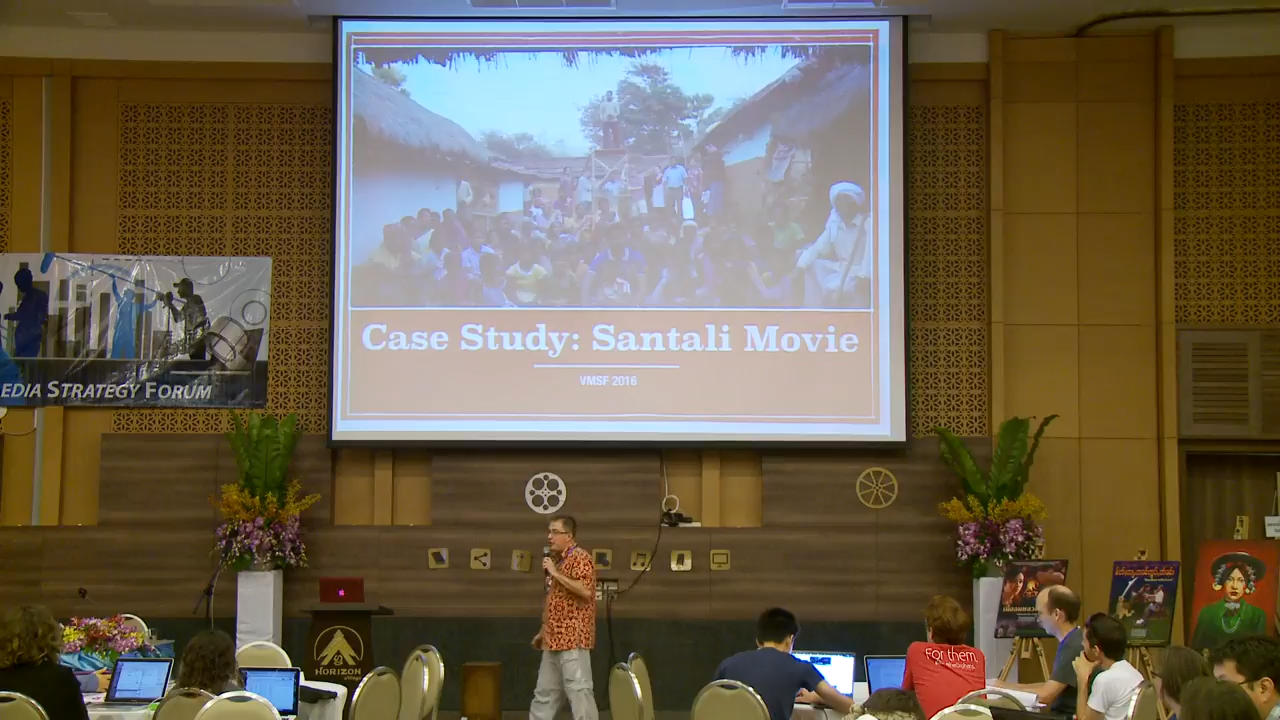 Case Study: Santali Movie
VMSF 2016
EDIA STRATEGY FORUM
HORIZON
For them.